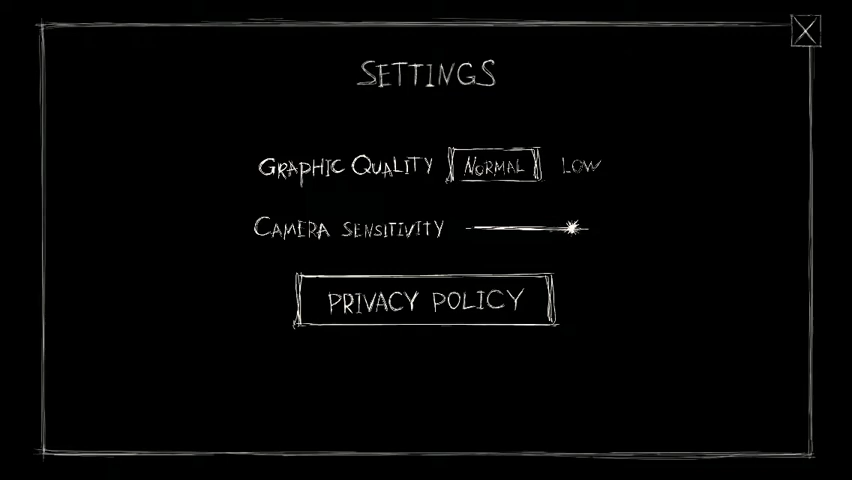 SETTINGS
GRAPHIC QUALITY NORMAL LOW
CAMERA SENSITIVITY
PRIVACY POLICY